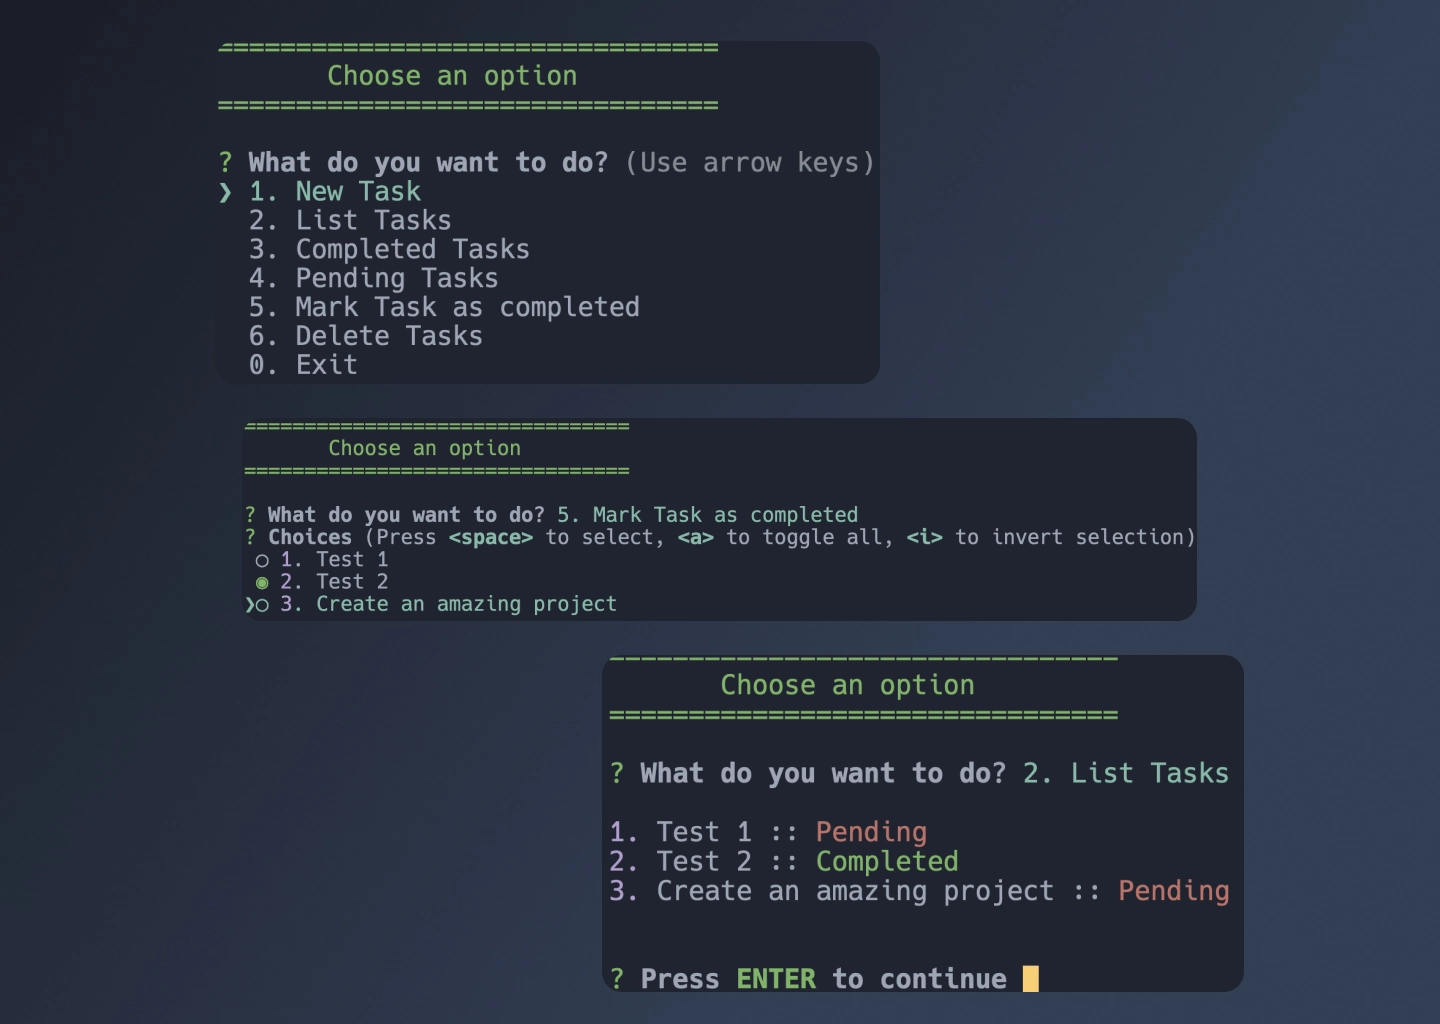 ================================
Choose an option
================================
? What do you want to do? (Use arrow keys)
❯ 1. New Task
2. List Tasks
3. Completed Tasks
4. Pending Tasks
5. Mark Task as completed
6. Delete Tasks
0. Exit
================================
Choose an option
================================
? What do you want to do? 5. Mark Task as completed
? Choices (Press <space> to select, <a> to toggle all, <i> to invert selection)
○ 1. Test 1
◉ 2. Test 2
❯○ 3. Create an amazing project
================================
Choose an option
================================
? What do you want to do? 2. List Tasks
1. Test 1 :: Pending
2. Test 2 :: Completed
3. Create an amazing project :: Pending
? Press ENTER to continue